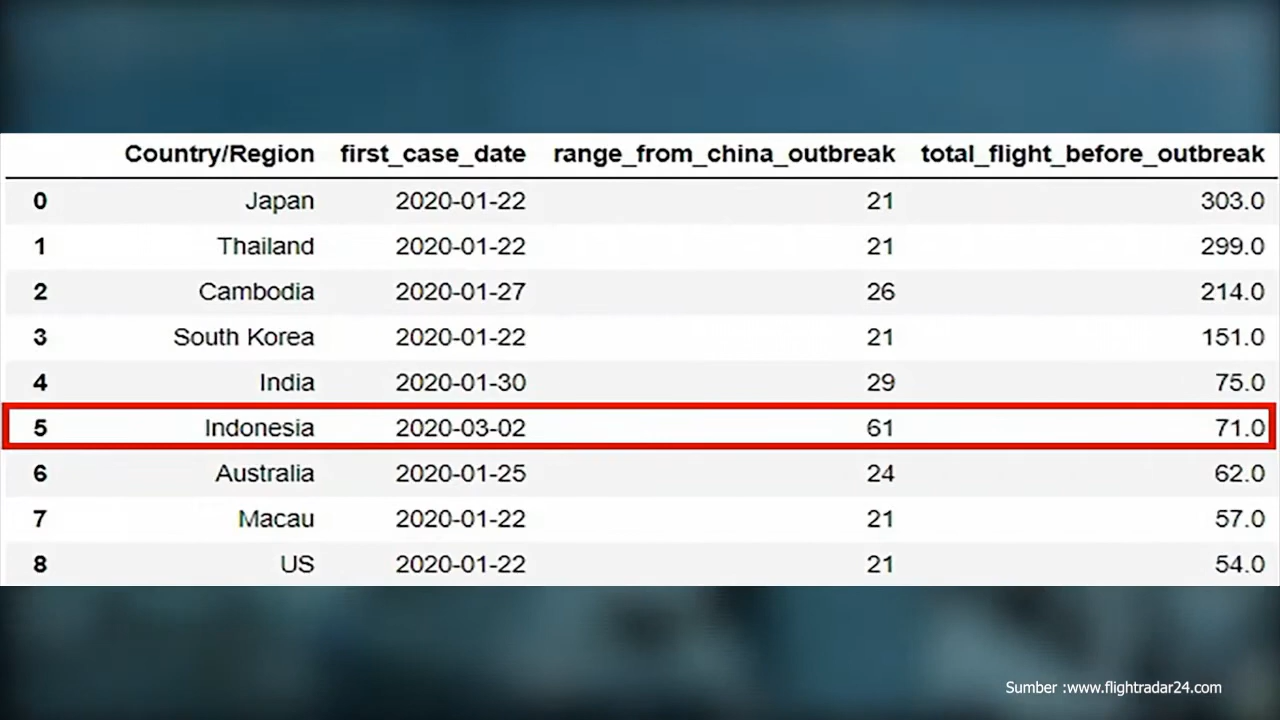 Country/Region first_case_date range_from_china_outbreak total_flight_before_outbreak
0 Japan 2020-01-22 21 303.0
1 Thailand 2020-01-22 21 299.0
2 Cambodia 2020-01-27 26 214.0
3 South Korea 2020-01-22 21 151.0
4 India 2020-01-30 29 75.0
5 Indonesia 2020-03-02 61 71.0
6 Australia 2020-01-25 24 62.0
7 Macau 2020-01-22 21 57.0
8 US 2020-01-22 21 54.0
Sumber :www.flightradar24.com